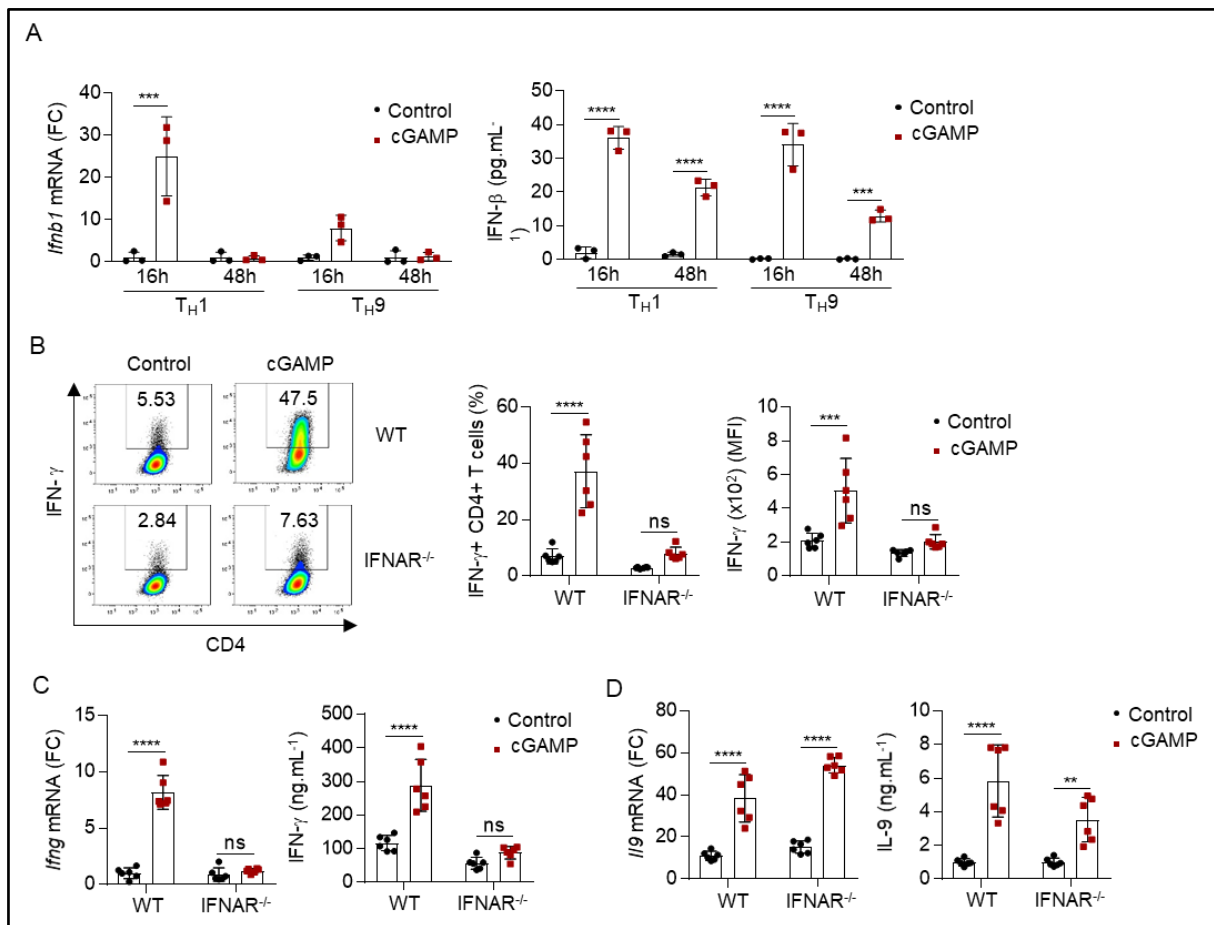 A
Ifnb1 mRNA (FC)
40
30
20
10
0
***
Control
cGAMP
16h 48h 16h 48h
TH1 TH9
IFN-β (pg.mL-
1)
50
40
30
20
10
0
**** **** **** ***
Control
cGAMP
16h 48h 16h 48h
TH1 TH9
B
Control cGAMP
IFN-γ
5.53 47.5
WT
2.84 7.63
IFNAR-/-
CD4
IFN-γ+ CD4+ T cells (%)
60
40
20
0
**** ns
WT IFNAR-/-
IFN-γ (x102) (MFI)
10
8
6
4
2
0
*** ns
Control
cGAMP
WT IFNAR-/-
C
Ifng mRNA (FC)
15
10
5
0
**** ns
WT IFNAR-/-
IFN-γ (ng.mL-1)
500
400
300
200
100
0
**** ns
Control
cGAMP
WT IFNAR-/-
D
Il9 mRNA (FC)
80
60
40
20
0
**** ****
WT IFNAR-/-
IL-9 (ng.mL-1)
10
8
6
4
2
0
**** **
Control
cGAMP
WT IFNAR-/-